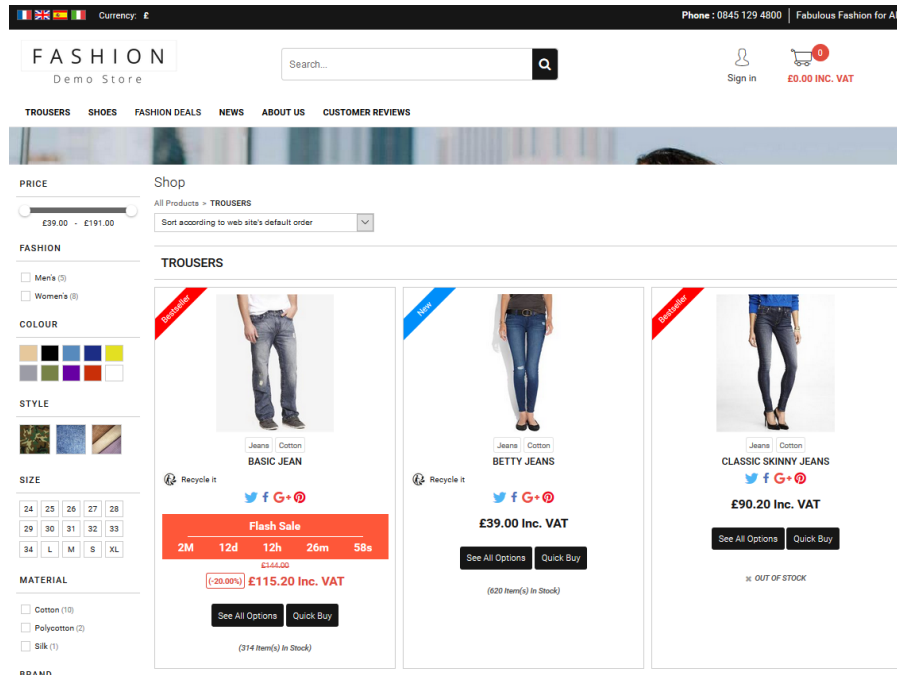 Currency: £
Phone : 0845 129 4800 | Fabulous Fashion for Al
FASHION
Demo Store
Search...
0
Sign in
£0.00 INC. VAT
TROUSERS SHOES FASHION DEALS NEWS ABOUT US CUSTOMER REVIEWS
PRICE
£39.00 - £191.00
FASHION
Men's (5)
Women's (8)
COLOUR
STYLE
SIZE
24 25 26 27 28
29 30 31 32 33
34 L M S XL
MATERIAL
Cotton (10)
Polycotton (2)
Silk (1)
BRAND
Shop
All Products > TROUSERS
Sort according to web site's default order
TROUSERS
Bestseller
Jeans Cotton
BASIC JEAN
Recycle it
G+
Flash Sale
2M 12d 12h 26m 58s
£144.00
(-20.00%) £115.20 Inc. VAT
See All Options Quick Buy
(314 Item(s) In Stock)
New
Jeans Cotton
BETTY JEANS
Recycle it
G+
£39.00 Inc. VAT
See All Options Quick Buy
(620 Item(s) In Stock)
Bestseller
Jeans Cotton
CLASSIC SKINNY JEANS
G+
£90.20 Inc. VAT
See All Options Quick Buy
OUT OF STOCK